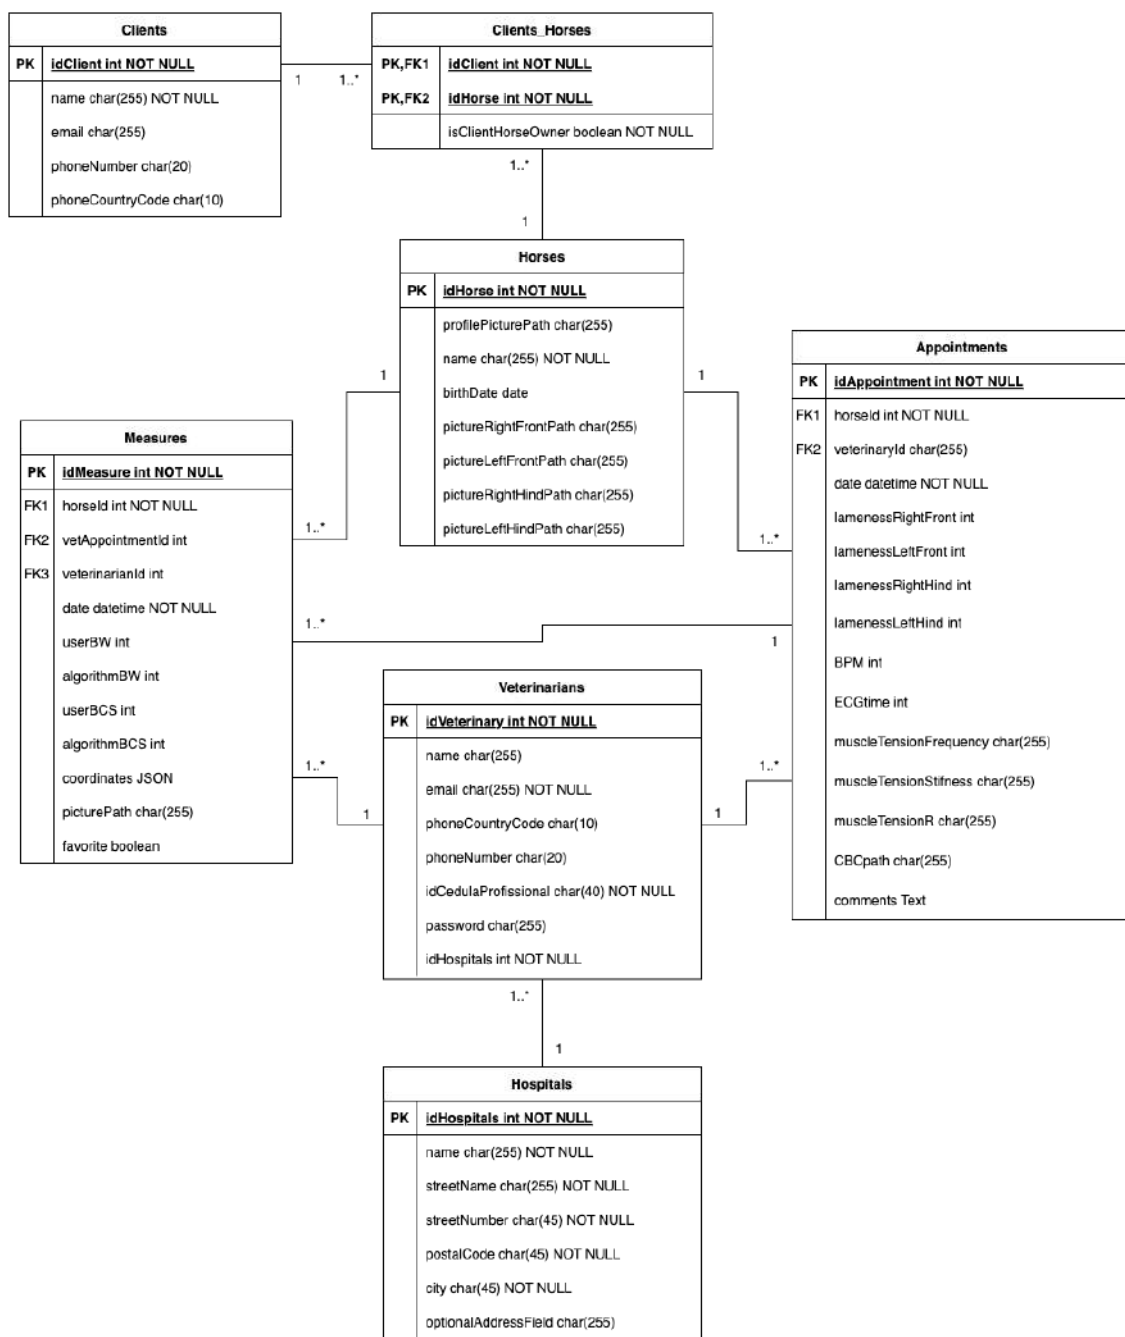 Clients
PK idClient int NOT NULL
name char(255) NOT NULL
email char(255)
phoneNumber char(20)
phoneCountryCode char(10)
1 1..*
Clients_Horses
PK,FK1 idClient int NOT NULL
PK,FK2 idHorse int NOT NULL
isClientHorseOwner boolean NOT NULL
1..*
1
Horses
PK idHorse int NOT NULL
profilePicturePath char(255)
name char(255) NOT NULL
birthDate date
pictureRightFrontPath char(255)
pictureLeftFrontPath char(255)
pictureRightHindPath char(255)
pictureLeftHindPath char(255)
1
1
1..*
1..*
Appointments
PK idAppointment int NOT NULL
FK1 horseId int NOT NULL
FK2 veterinaryId char(255)
date datetime NOT NULL
lamenessRightFront int
lamenessLeftFront int
lamenessRightHind int
lamenessLeftHind int
BPM int
ECGtime int
muscleTensionFrequency char(255)
muscleTensionStifness char(255)
muscleTensionR char(255)
CBCpath char(255)
comments Text
Measures
PK idMeasure int NOT NULL
FK1 horseId int NOT NULL
FK2 vetAppointmentId int
FK3 veterinarianId int
date datetime NOT NULL
userBW int
algorithmBW int
userBCS int
algorithmBCS int
coordinates JSON
picturePath char(255)
favorite boolean
1..*
1
1..*
1
1..*
1
Veterinarians
PK idVeterinary int NOT NULL
name char(255)
email char(255) NOT NULL
phoneCountryCode char(10)
phoneNumber char(20)
idCedulaProfissional char(40) NOT NULL
password char(255)
idHospitals int NOT NULL
1..*
1
Hospitals
PK idHospitals int NOT NULL
name char(255) NOT NULL
streetName char(255) NOT NULL
streetNumber char(45) NOT NULL
postalCode char(45) NOT NULL
city char(45) NOT NULL
optionalAddressField char(255)